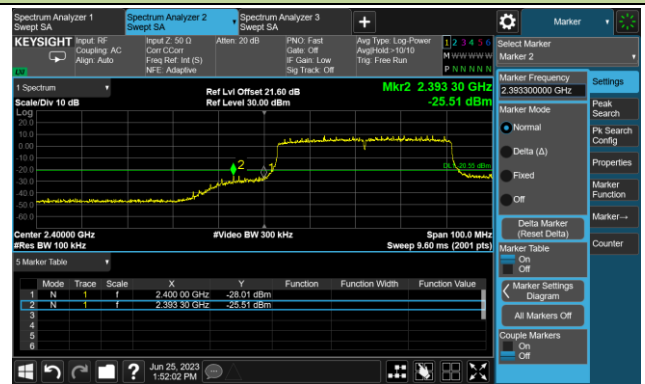 Spectrum Analyzer 1
Swept SA
Spectrum Analyzer 2
Swept SA
Spectrum Analyzer 3
Swept SA
+
Marker
KEYSIGHT
Input: RF
Coupling: AC
Align: Auto
Input Z: 50 Ω
Corr CCorr
Freq Ref: Int (S)
NFE: Adaptive
Atten: 20 dB
PNO: Fast
Gate: Off
IF Gain: Low
Sig Track: Off
Avg Type: Log-Power
Avg|Hold:>10/10
Trig: Free Run
1 2 3 4 5 6
M W W W W W
P N N N N N
LXI
Select Marker
Marker 2
1 Spectrum
Scale/Div 10 dB
Ref Lvl Offset 21.60 dB
Ref Level 30.00 dBm
Mkr2 2.393 30 GHz
-25.51 dBm
Log
20.0
10.0
0.0
-10.0
-20.0
-30.0
-40.0
-50.0
-60.0
2
1
DL1 -20.55 dBm
Center 2.40000 GHz
#Res BW 100 kHz
#Video BW 300 kHz
Span 100.0 MHz
Sweep 9.60 ms (2001 pts)
5 Marker Table
Mode Trace Scale X Y Function Function Width Function Value
1 N 1 f 2.400 00 GHz -28.01 dBm
2 N 1 f 2.393 30 GHz -25.51 dBm
3
4
5
6
Marker Frequency
2.393300000 GHz
Marker Mode
Normal
Delta (Δ)
Fixed
Off
Delta Marker
(Reset Delta)
Marker Table
On
Off
Marker Settings
Diagram
All Markers Off
Couple Markers
On
Off
Settings
Peak
Search
Pk Search
Config
Properties
Marker
Function
Marker→
Counter
?
Jun 25, 2023
1:52:02 PM